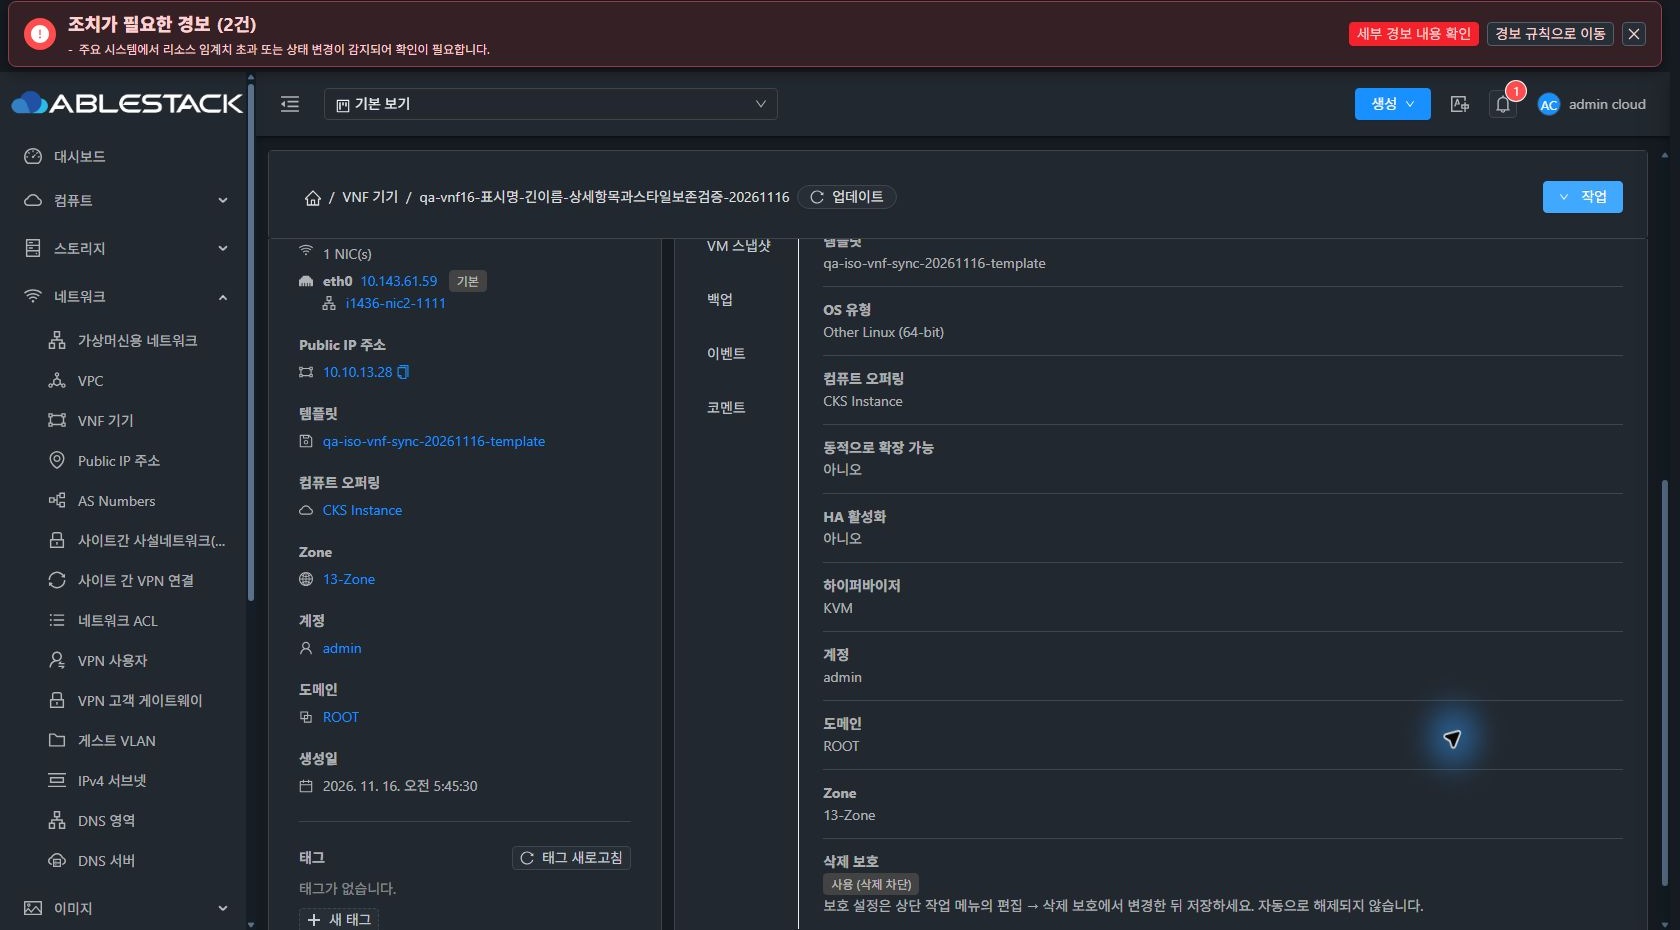 조치가 필요한 경보 (2건)
- 주요 시스템에서 리소스 임계치 초과 또는 상태 변경이 감지되어 확인이 필요합니다.
세부 경보 내용 확인
경보 규칙으로 이동
ABLESTACK
기본 보기
생성
1
AC
admin cloud
대시보드
컴퓨트
스토리지
네트워크
가상머신용 네트워크
VPC
VNF 기기
Public IP 주소
AS Numbers
사이트간 사설네트워크(...
사이트 간 VPN 연결
네트워크 ACL
VPN 사용자
VPN 고객 게이트웨이
게스트 VLAN
IPv4 서브넷
DNS 영역
DNS 서버
이미지
/ VNF 기기 / qa-vnf16-표시명-긴이름-상세항목과스타일보존검증-20261116
업데이트
작업
1 NIC(s)
eth0 10.143.61.59 기본
i1436-nic2-1111
Public IP 주소
10.10.13.28
템플릿
qa-iso-vnf-sync-20261116-template
컴퓨트 오퍼링
CKS Instance
Zone
13-Zone
계정
admin
도메인
ROOT
생성일
2026. 11. 16. 오전 5:45:30
태그
태그 새로고침
태그가 없습니다.
새 태그
VM 스냅샷
백업
이벤트
코멘트
템플릿
qa-iso-vnf-sync-20261116-template
OS 유형
Other Linux (64-bit)
컴퓨트 오퍼링
CKS Instance
동적으로 확장 가능
아니오
HA 활성화
아니오
하이퍼바이저
KVM
계정
admin
도메인
ROOT
Zone
13-Zone
삭제 보호
사용 (삭제 차단)
보호 설정은 상단 작업 메뉴의 편집 → 삭제 보호에서 변경한 뒤 저장하세요. 자동으로 해제되지 않습니다.